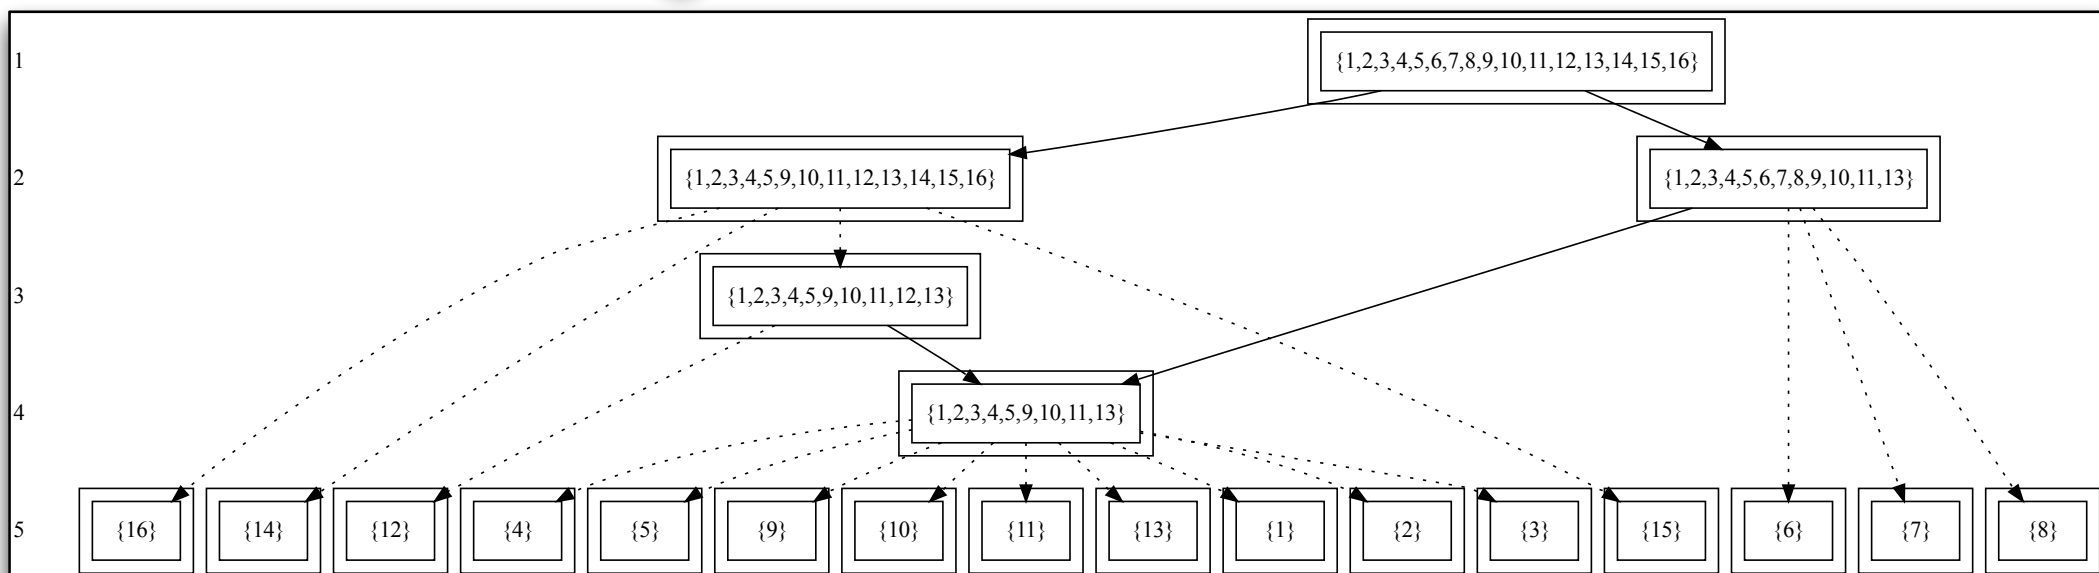 1 {1,2,3,4,5,6,7,8,9,10,11,12,13,14,15,16}
2 {1,2,3,4,5,9,10,11,12,13,14,15,16} {1,2,3,4,5,6,7,8,9,10,11,13}
3 {1,2,3,4,5,9,10,11,12,13}
4 {1,2,3,4,5,9,10,11,13}
5 {16} {14} {12} {4} {5} {9} {10} {11} {13} {1} {2} {3} {15} {6} {7} {8}